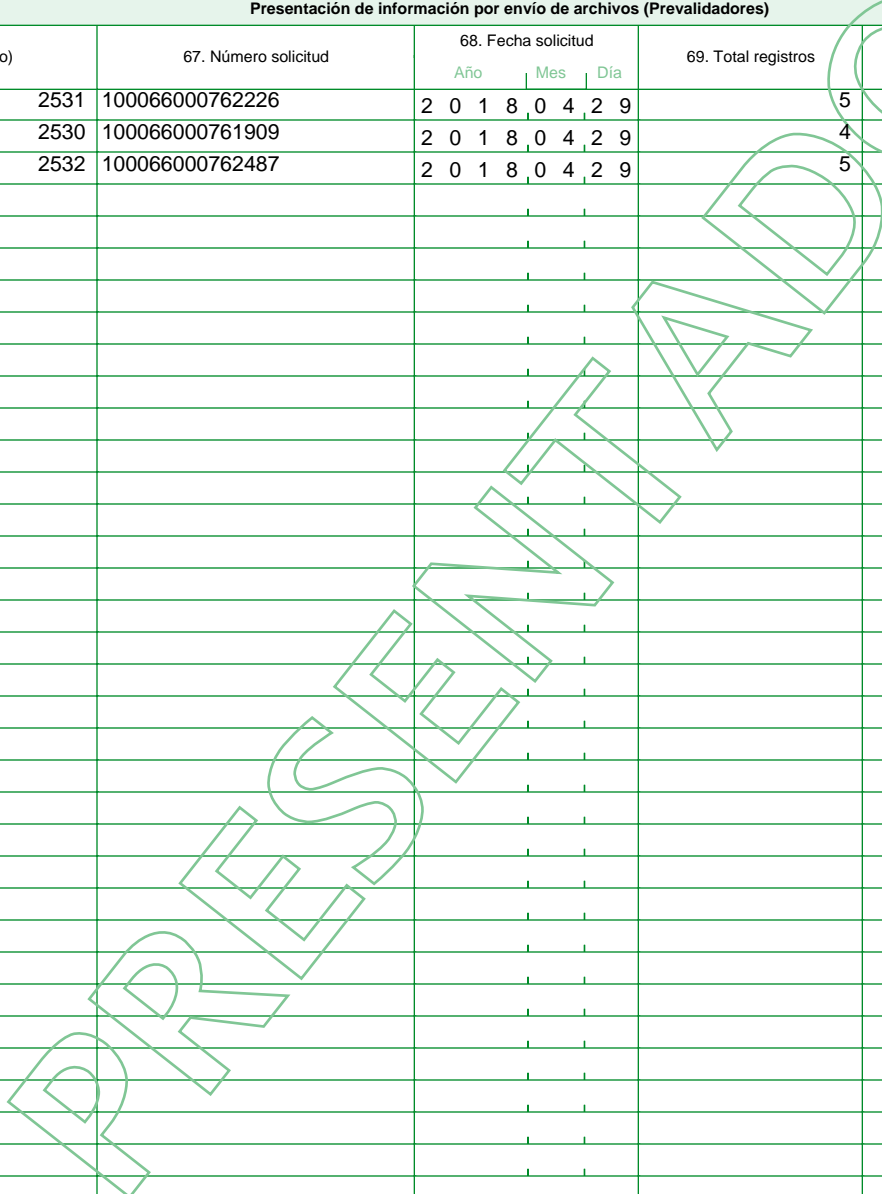 Presentación de información por envío de archivos (Prevalidadores)
o) 67. Número solicitud 68. Fecha solicitud 69. Total registros
Año Mes Día
2531 100066000762226 2 0 1 8 0 4 2 9 5
2530 100066000761909 2 0 1 8 0 4 2 9 4
2532 100066000762487 2 0 1 8 0 4 2 9 5
PRESENTADO